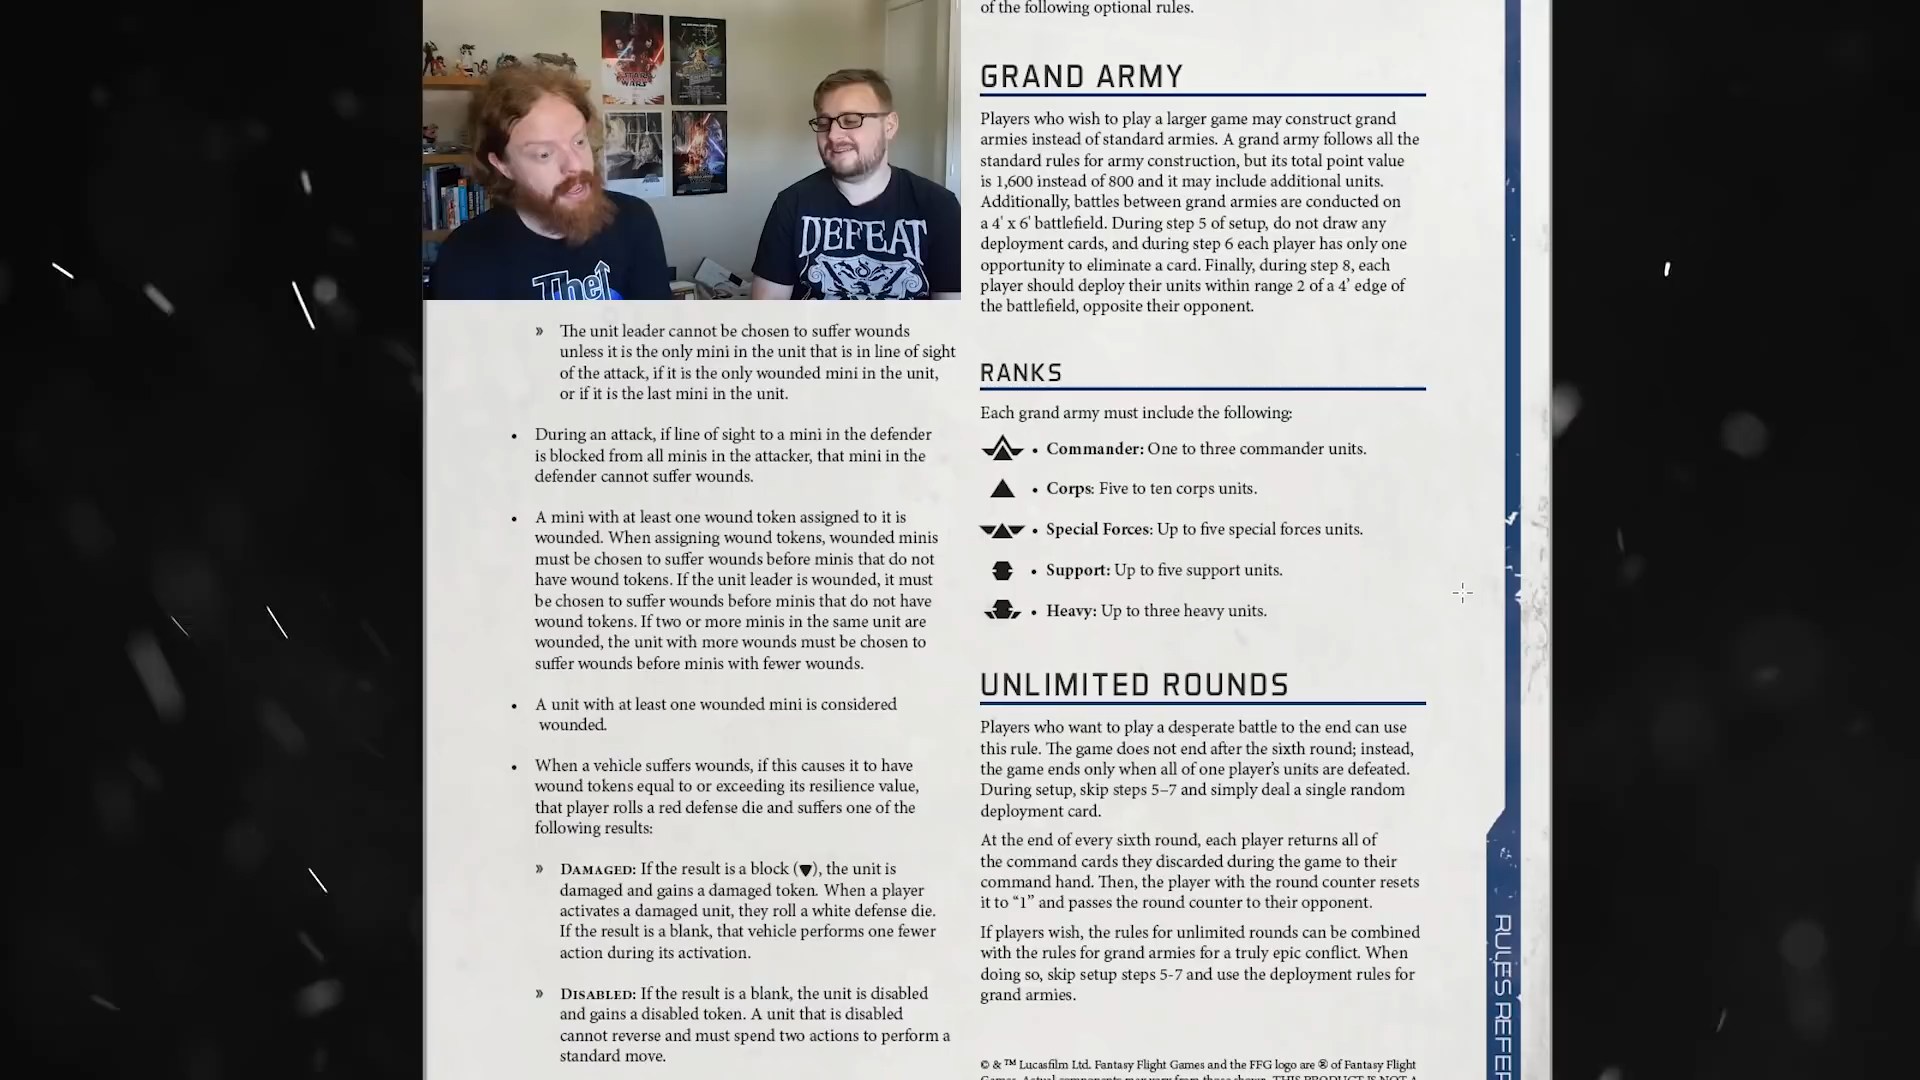 STAR WARS
DEFEAT
The
» The unit leader cannot be chosen to suffer wounds
unless it is the only mini in the unit that is in line of sight
of the attack, if it is the only wounded mini in the unit,
or if it is the last mini in the unit.
• During an attack, if line of sight to a mini in the defender
is blocked from all minis in the attacker, that mini in the
defender cannot suffer wounds.
• A mini with at least one wound token assigned to it is
wounded. When assigning wound tokens, wounded minis
must be chosen to suffer wounds before minis that do not
have wound tokens. If the unit leader is wounded, it must
be chosen to suffer wounds before minis that do not have
wound tokens. If two or more minis in the same unit are
wounded, the unit with more wounds must be chosen to
suffer wounds before minis with fewer wounds.
• A unit with at least one wounded mini is considered
wounded.
• When a vehicle suffers wounds, if this causes it to have
wound tokens equal to or exceeding its resilience value,
that player rolls a red defense die and suffers one of the
following results:
» DAMAGED: If the result is a block (▼), the unit is
damaged and gains a damaged token. When a player
activates a damaged unit, they roll a white defense die.
If the result is a blank, that vehicle performs one fewer
action during its activation.
» DISABLED: If the result is a blank, the unit is disabled
and gains a disabled token. A unit that is disabled
cannot reverse and must spend two actions to perform a
standard move.
of the following optional rules.
GRAND ARMY
Players who wish to play a larger game may construct grand
armies instead of standard armies. A grand army follows all the
standard rules for army construction, but its total point value
is 1,600 instead of 800 and it may include additional units.
Additionally, battles between grand armies are conducted on
a 4' x 6' battlefield. During step 5 of setup, do not draw any
deployment cards, and during step 6 each player has only one
opportunity to eliminate a card. Finally, during step 8, each
player should deploy their units within range 2 of a 4’ edge of
the battlefield, opposite their opponent.
RANKS
Each grand army must include the following:
• Commander: One to three commander units.
• Corps: Five to ten corps units.
• Special Forces: Up to five special forces units.
• Support: Up to five support units.
• Heavy: Up to three heavy units.
UNLIMITED ROUNDS
Players who want to play a desperate battle to the end can use
this rule. The game does not end after the sixth round; instead,
the game ends only when all of one player's units are defeated.
During setup, skip steps 5–7 and simply deal a single random
deployment card.
At the end of every sixth round, each player returns all of
the command cards they discarded during the game to their
command hand. Then, the player with the round counter resets
it to “1” and passes the round counter to their opponent.
If players wish, the rules for unlimited rounds can be combined
with the rules for grand armies for a truly epic conflict. When
doing so, skip setup steps 5-7 and use the deployment rules for
grand armies.
© & ™ Lucasfilm Ltd. Fantasy Flight Games and the FFG logo are ® of Fantasy Flight
Games. Actual components may vary from those shown. THIS PRODUCT IS NOT A
RULES REFER